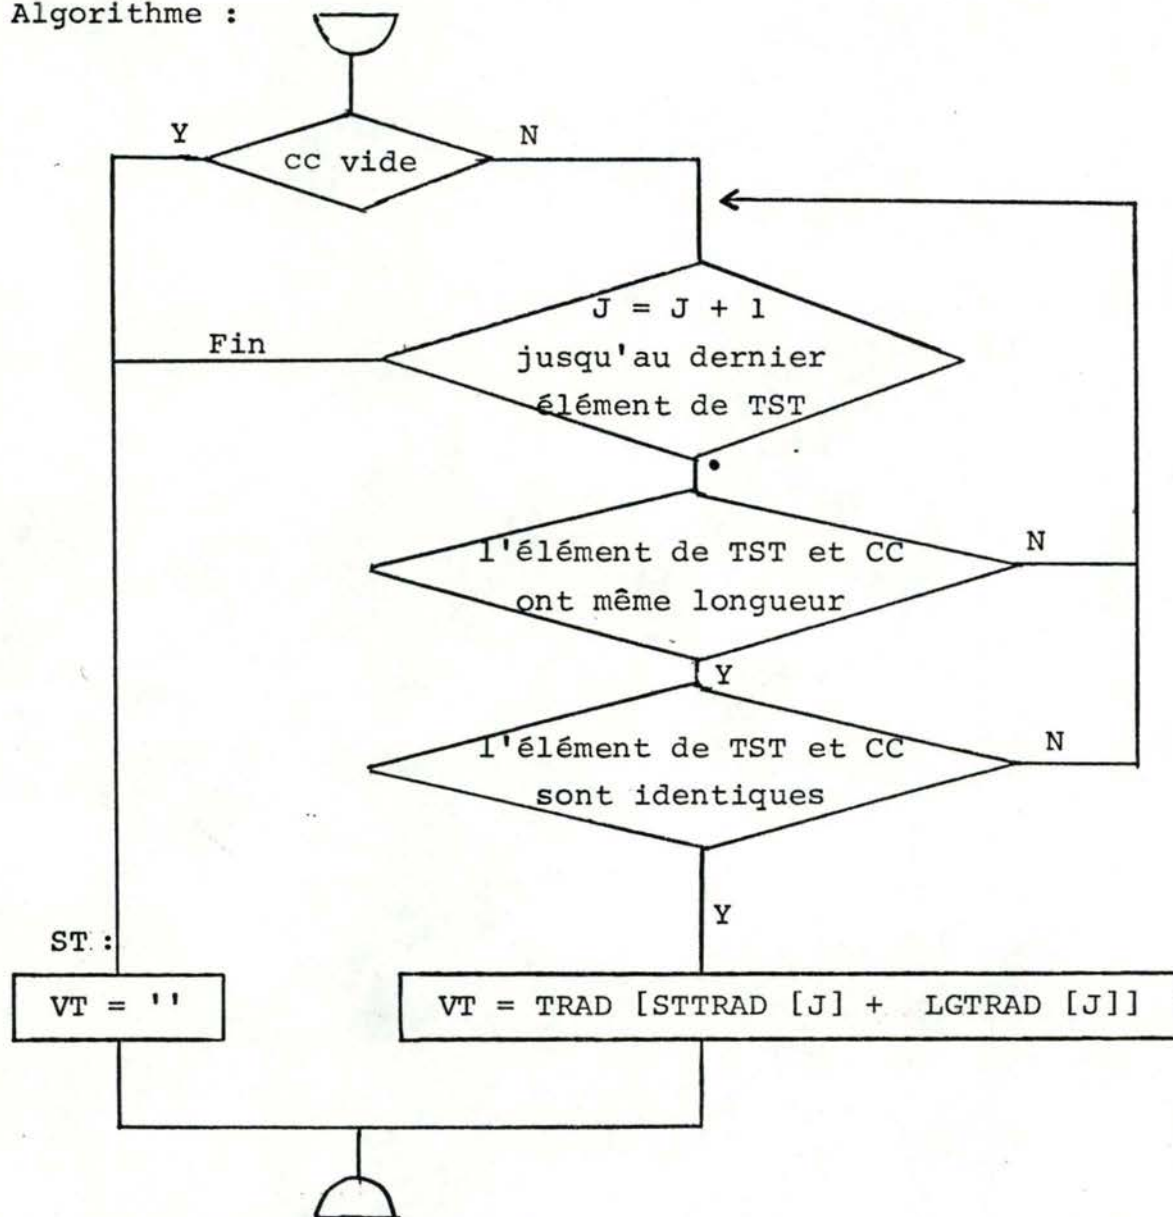 Algorithme :
Y
N
cc vide
J = J + 1
jusqu'au dernier
élément de TST
Fin
l'élément de TST et CC
ont même longueur
N
Y
l'élément de TST et CC
sont identiques
N
Y
ST :
VT = ''
VT = TRAD [STTRAD [J] + LGTRAD [J]]